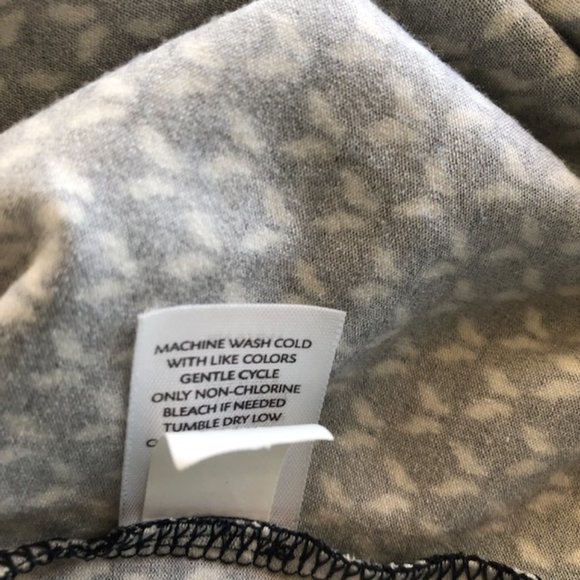 MACHINE WASH COLD
WITH LIKE COLORS
GENTLE CYCLE
ONLY NON-CHLORINE
BLEACH IF NEEDED
TUMBLE DRY LOW